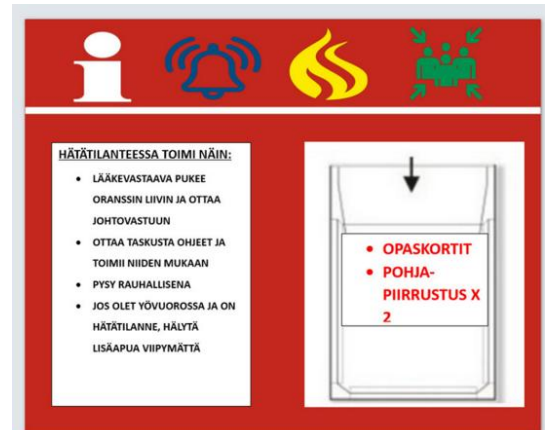 HÄTÄTILANTEESSA TOIMI NÄIN:
• LÄÄKEVASTAAVA PUKEE
ORANSSIN LIIVIN JA OTTAA
JOHTOVASTUUN
• OTTAA TASKUSTA OHJEET JA
TOIMII NIIDEN MUKAAN
• PYSY RAUHALLISENA
• JOS OLET YÖVUOROSSA JA ON
HÄTÄTILANNE, HÄLYTÄ
LISÄAPUA VIIPYMÄTTÄ
• OPASKORTIT
• POHJA-
PIIRRUSTUS X
2